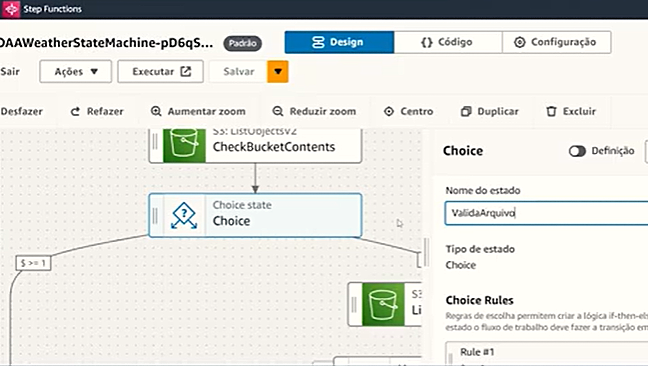 Step Functions
DAAWeatherStateMachine-pD6qS...
Padrão
Design
{} Código
Configuração
Sair
Ações
Executar
Salvar
Desfazer
Refazer
Aumentar zoom
Reduzir zoom
Centro
Duplicar
Excluir
S3: ListObjectsV2
CheckBucketContents
Choice state
Choice
$ >= 1
S3
Li
Choice
Definição
Nome do estado
ValidaArquivo
Tipo de estado
Choice
Choice Rules
Regras de escolha permitem criar a lógica if-then-els
estado o fluxo de trabalho deve fazer a transição em
Rule #1